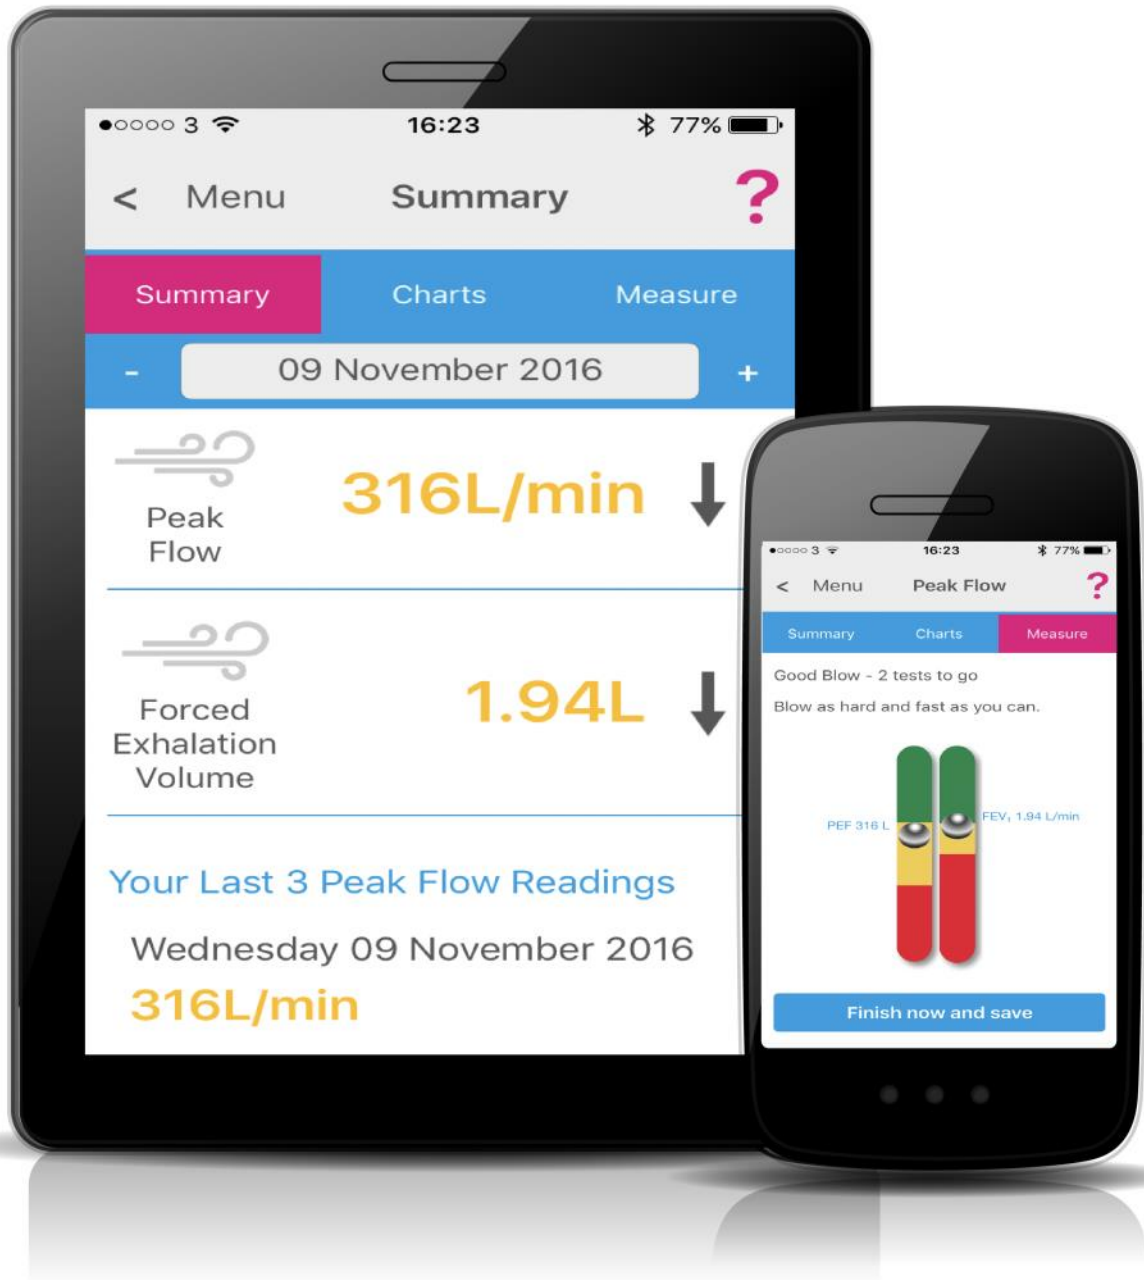 3 16:23 77%
< Menu Summary ?
Summary Charts Measure
- 09 November 2016 +
Peak
Flow
316L/min
Forced
Exhalation
Volume
1.94L
Your Last 3 Peak Flow Readings
Wednesday 09 November 2016
316L/min
3 16:23 77%
< Menu Peak Flow ?
Summary Charts Measure
Good Blow - 2 tests to go
Blow as hard and fast as you can.
PEF 316 L
FEV₁ 1.94 L/min
Finish now and save